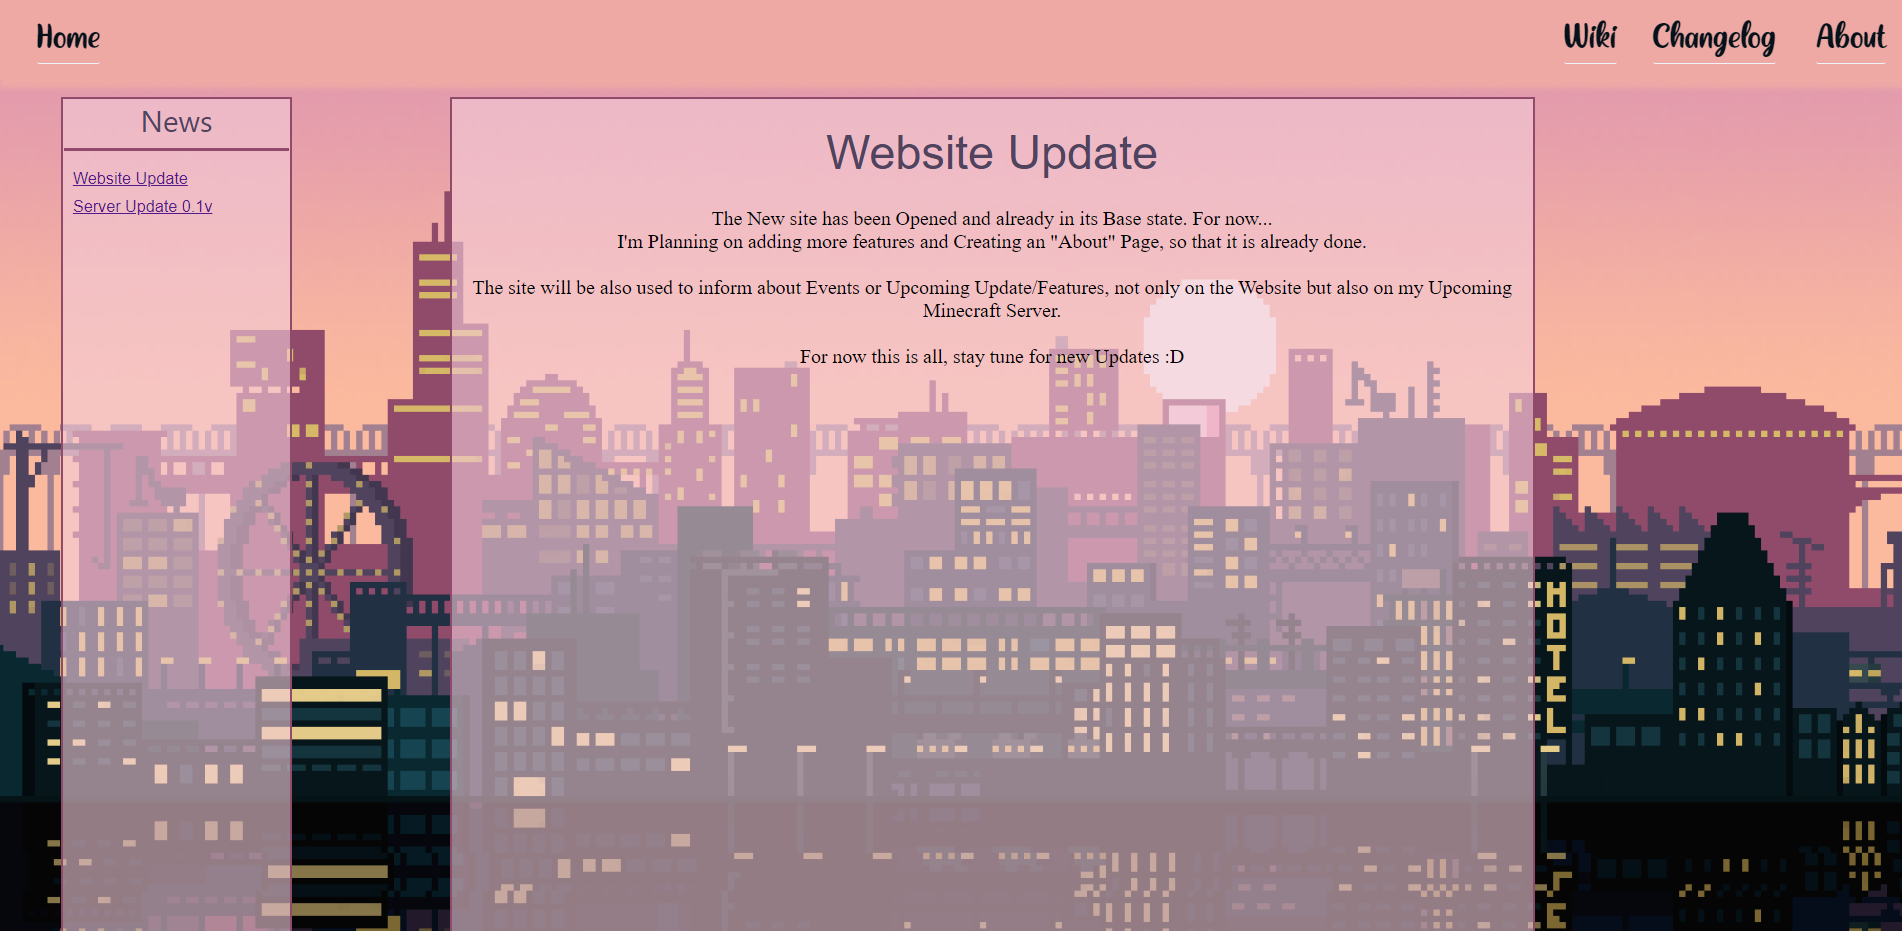 Home
Wiki
Changelog
About
News
Website Update
Server Update 0.1v
Website Update
The New site has been Opened and already in its Base state. For now...
I'm Planning on adding more features and Creating an "About" Page, so that it is already done.
The site will be also used to inform about Events or Upcoming Update/Features, not only on the Website but also on my Upcoming
Minecraft Server.
For now this is all, stay tune for new Updates :D
HOTEL